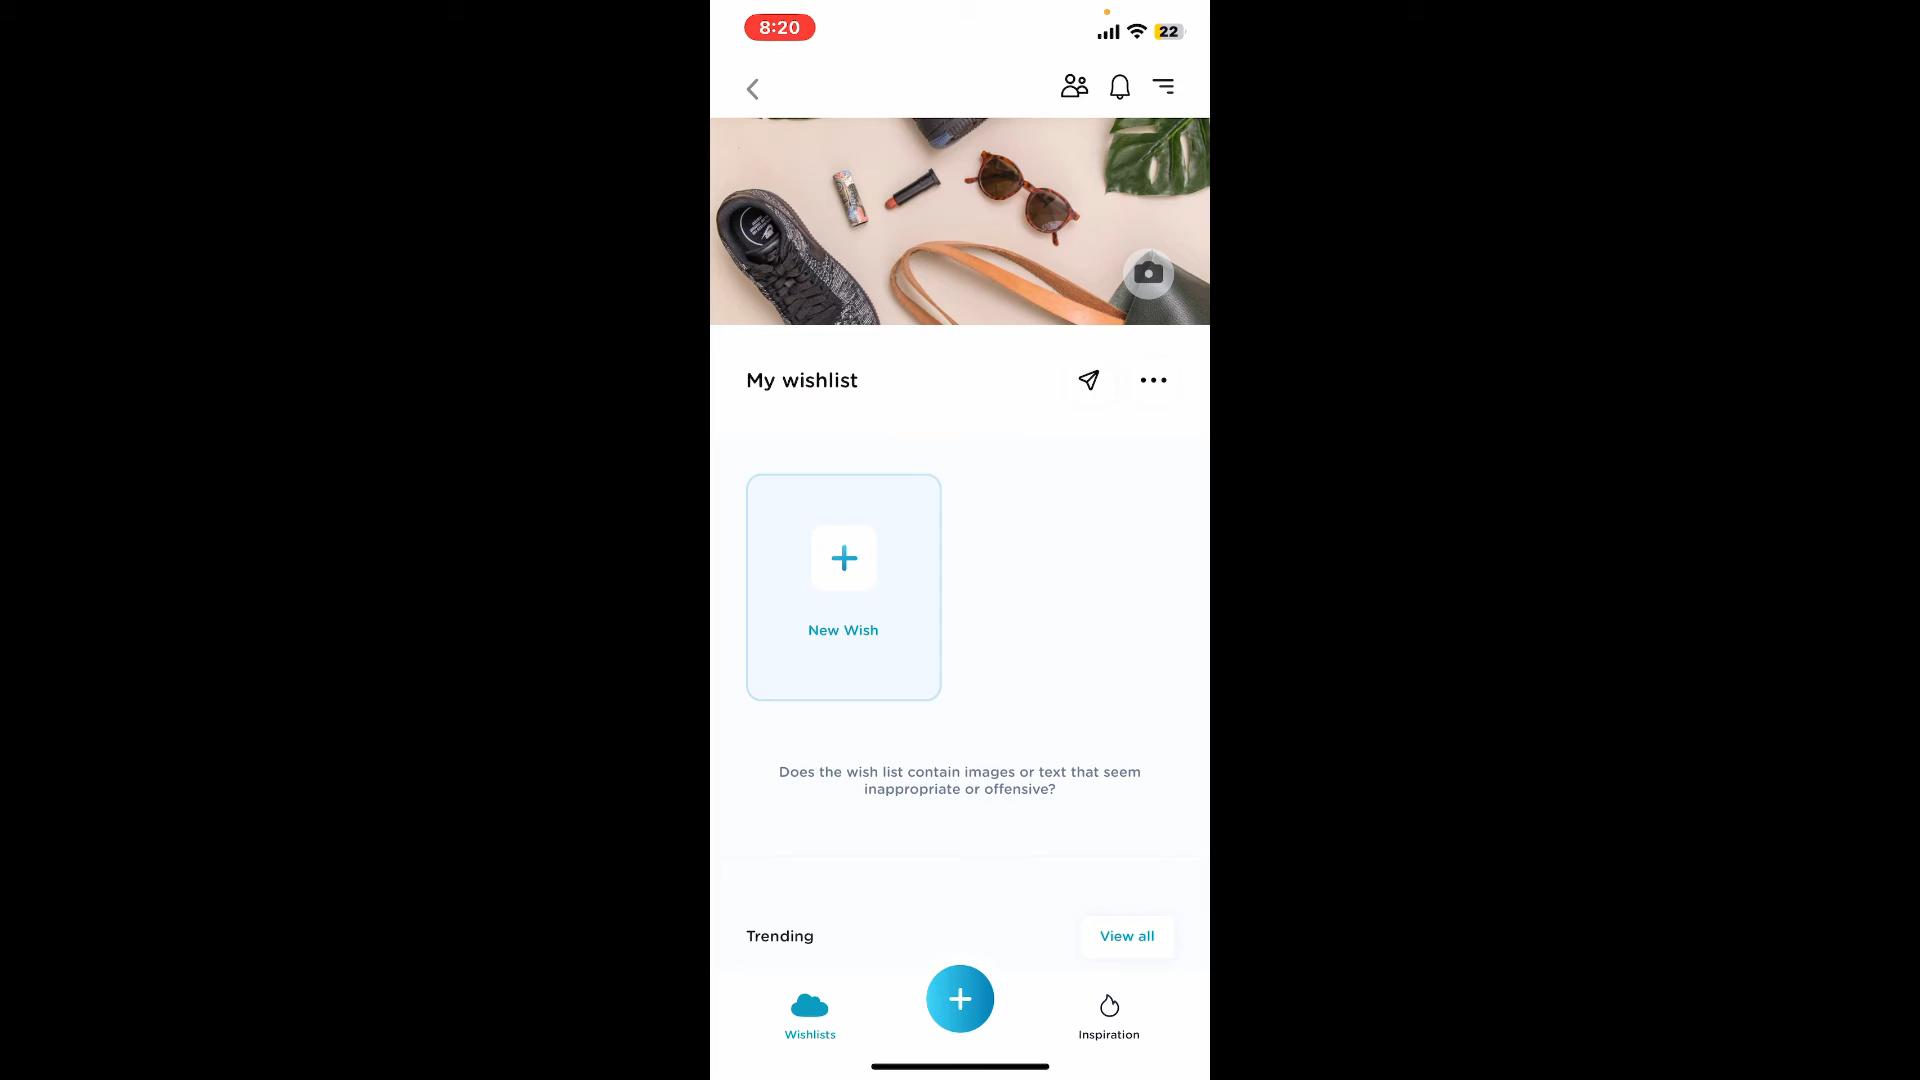 8:20
22
My wishlist
New Wish
Does the wish list contain images or text that seem
inappropriate or offensive?
Trending
View all
Wishlists
Inspiration